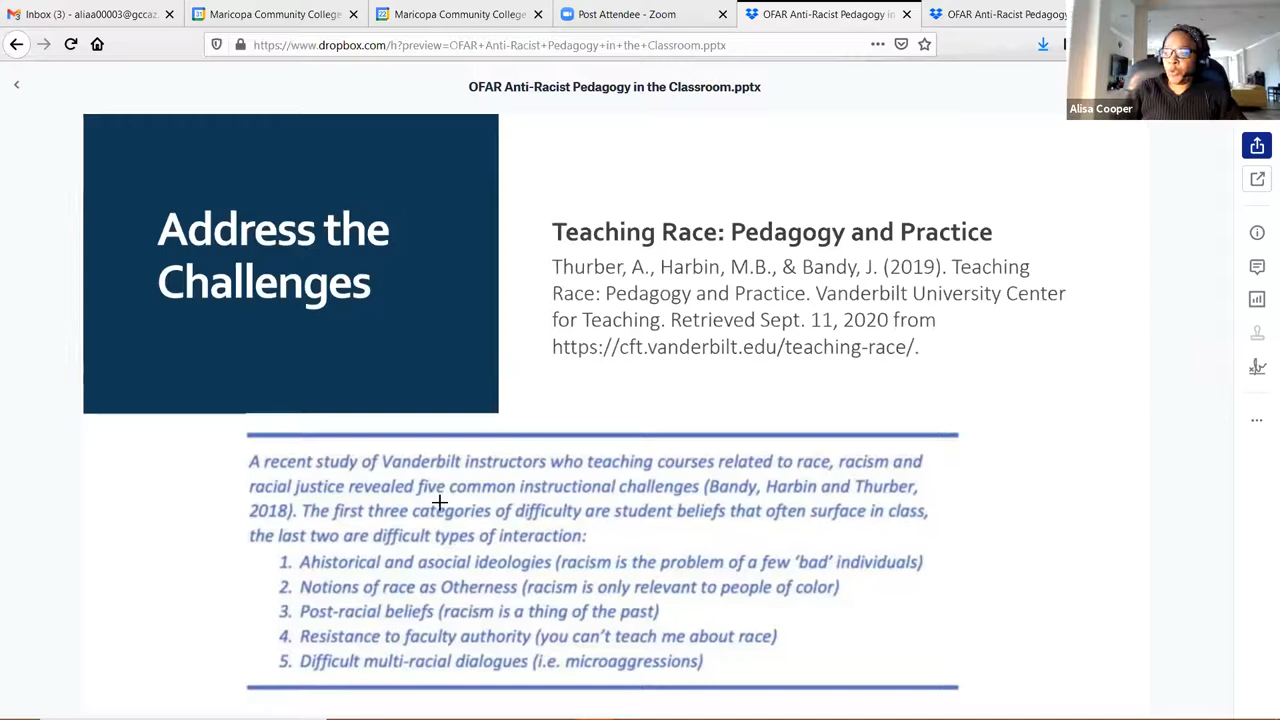 Inbox (3) - aliaa00003@gccaz.
Maricopa Community College
Maricopa Community College
Post Attendee - Zoom
OFAR Anti-Racist Pedagogy in
OFAR Anti-Racist Pedagogy
https://www.dropbox.com/h?preview=OFAR+Anti-Racist+Pedagogy+in+the+Classroom.pptx
Alisa Cooper
OFAR Anti-Racist Pedagogy in the Classroom.pptx
Address the
Challenges
Teaching Race: Pedagogy and Practice
Thurber, A., Harbin, M.B., & Bandy, J. (2019). Teaching
Race: Pedagogy and Practice. Vanderbilt University Center
for Teaching. Retrieved Sept. 11, 2020 from
https://cft.vanderbilt.edu/teaching-race/.
A recent study of Vanderbilt instructors who teaching courses related to race, racism and
racial justice revealed five common instructional challenges (Bandy, Harbin and Thurber,
2018). The first three categories of difficulty are student beliefs that often surface in class,
the last two are difficult types of interaction:
1. Ahistorical and asocial ideologies (racism is the problem of a few ‘bad’ individuals)
2. Notions of race as Otherness (racism is only relevant to people of color)
3. Post-racial beliefs (racism is a thing of the past)
4. Resistance to faculty authority (you can’t teach me about race)
5. Difficult multi-racial dialogues (i.e. microaggressions)